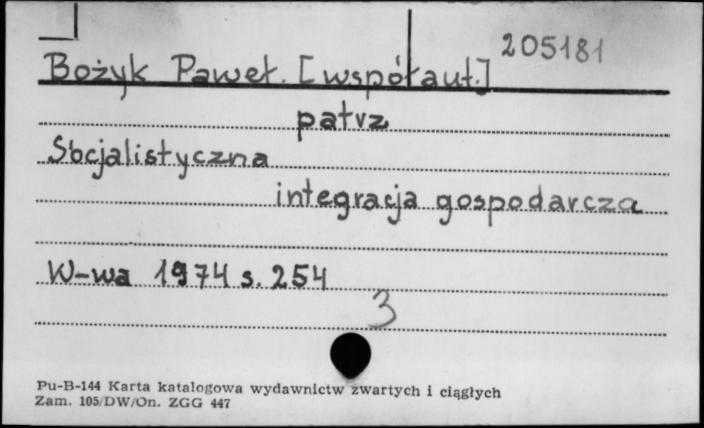 205181
Bożyk Paweł. [współaut.]
patrz
Socjalistyczna
integracja gospodarcza
W-wa 1974 s. 254
3
Pu-B-144 Karta katalogowa wydawnictw zwartych i ciągłych
Zam. 105/DW/On. ZGG 447